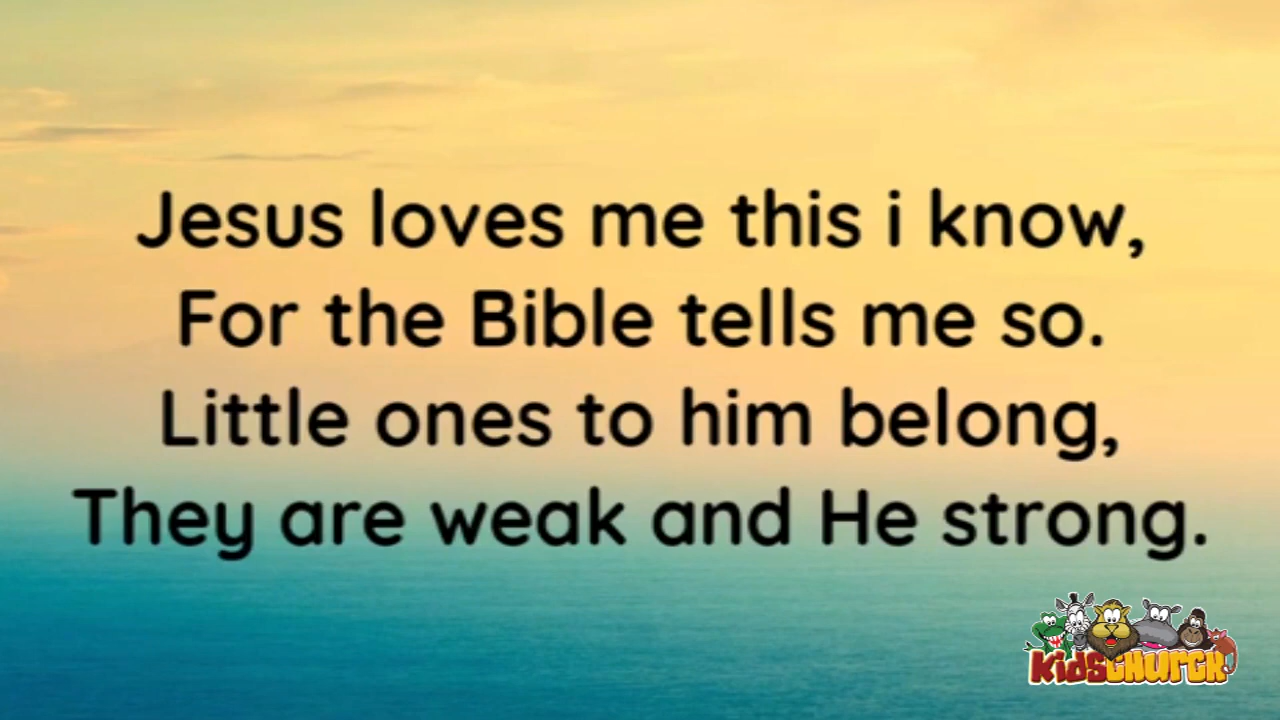 Jesus loves me this i know,
For the Bible tells me so.
Little ones to him belong,
They are weak and He strong.
KiDSCHURCH